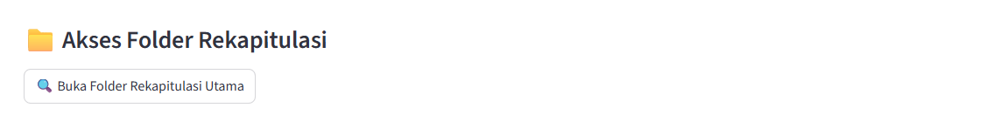 Akses Folder Rekapitulasi
Buka Folder Rekapitulasi Utama